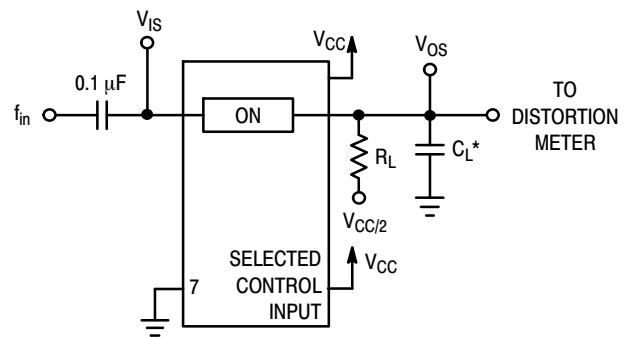 V_IS
V_CC
V_OS
0.1 µF
f_in
ON
TO
DISTORTION
METER
R_L
C_L*
V_CC/2
SELECTED
CONTROL
INPUT
V_CC
7